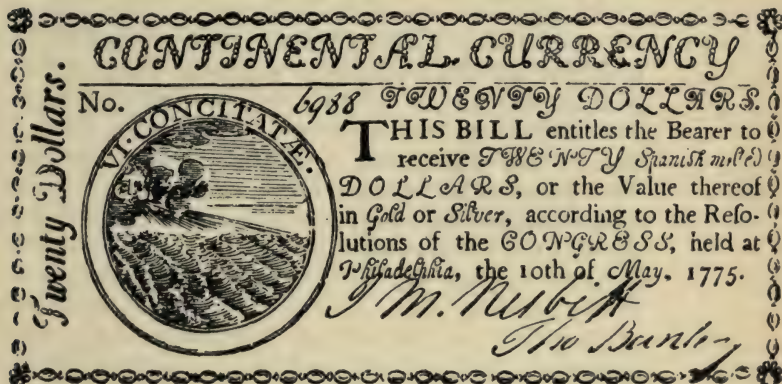 CONTINENTAL CURRENCY
Twenty Dollars.
No. 6988 TWENTY DOLLARS.
VI·CONCITATÆ.
THIS BILL entitles the Bearer to
receive TWENTY Spanish milled
DOLLARS, or the Value thereof
in Gold or Silver, according to the Reſo-
lutions of the CONGRESS, held at
Philadelphia, the 10th of May, 1775.
J M. Nesbitt
Tho